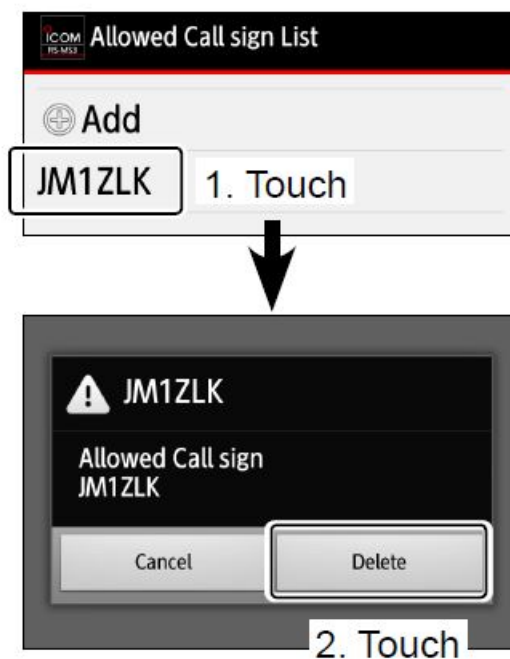 ICOM
RS-MS3
Allowed Call sign List
Add
JM1ZLK
1. Touch
JM1ZLK
Allowed Call sign
JM1ZLK
Cancel
Delete
2. Touch